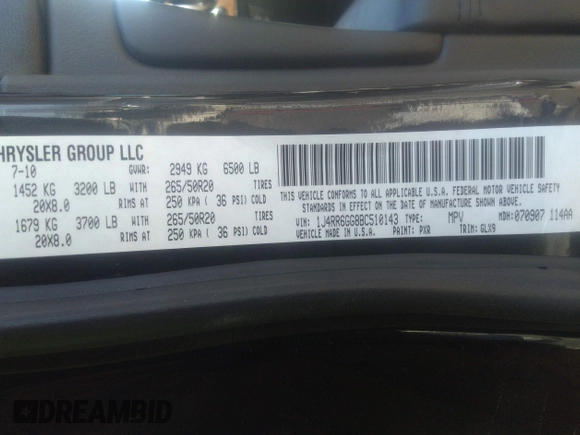 HRYSLER GROUP LLC
7-10 GVWR: 2949 KG 6500 LB
1452 KG 3200 LB WITH 265/50R20 TIRES
20X8.0 RIMS AT 250 KPA ( 36 PSI) COLD
1679 KG 3700 LB WITH 265/50R20 TIRES
20X8.0 RIMS AT 250 KPA ( 36 PSI) COLD
THIS VEHICLE CONFORMS TO ALL APPLICABLE U.S.A. FEDERAL MOTOR VEHICLE SAFETY
STANDARDS IN EFFECT ON THE DATE OF MANUFACTURE SHOWN ABOVE.
VIN: 1J4RR6GG8BC510143 TYPE: MPV MDH: 070907 114AA
VEHICLE MADE IN U.S.A. PAINT: PXR TRIM: GLX9
DREAMBID